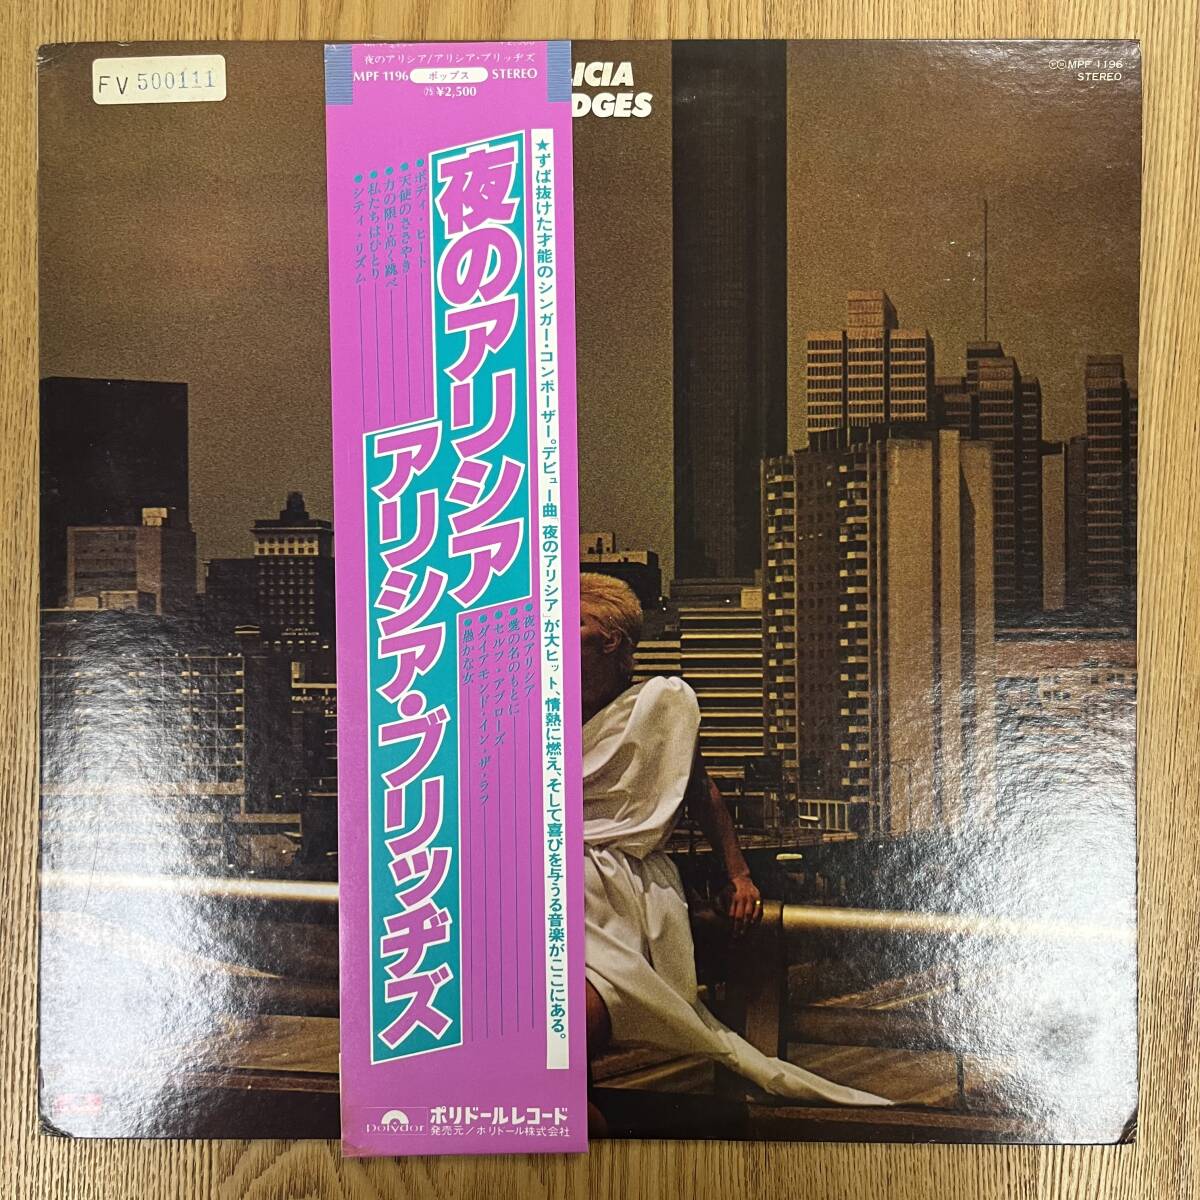 FV 500111
夜のアリシア/アリシア・ブリッヂズ
MPF 1196 ポップス STEREO
㊆ ¥2,500
ICIA
DGES
ⓅⒸMPF 1196
STEREO
★ずば抜けた才能のシンガー・コンポーザー。デビュー曲「夜のアリシア」が大ヒット、情熱に燃え、そして喜びを与うる音楽がここにある。
夜のアリシア
アリシア・ブリッヂズ
●ボディ・ヒート
●天使のささやき
●力の限り高く跳べ
●私たちはひとり
●シティ・リズム
●夜のアリシア
●愛の名のもとに
●セルフ・アプローズ
●ダイアモンド・イン・ザ・ラフ
●愚かな女
polydor
ポリドールレコード
発売元/ポリドール株式会社